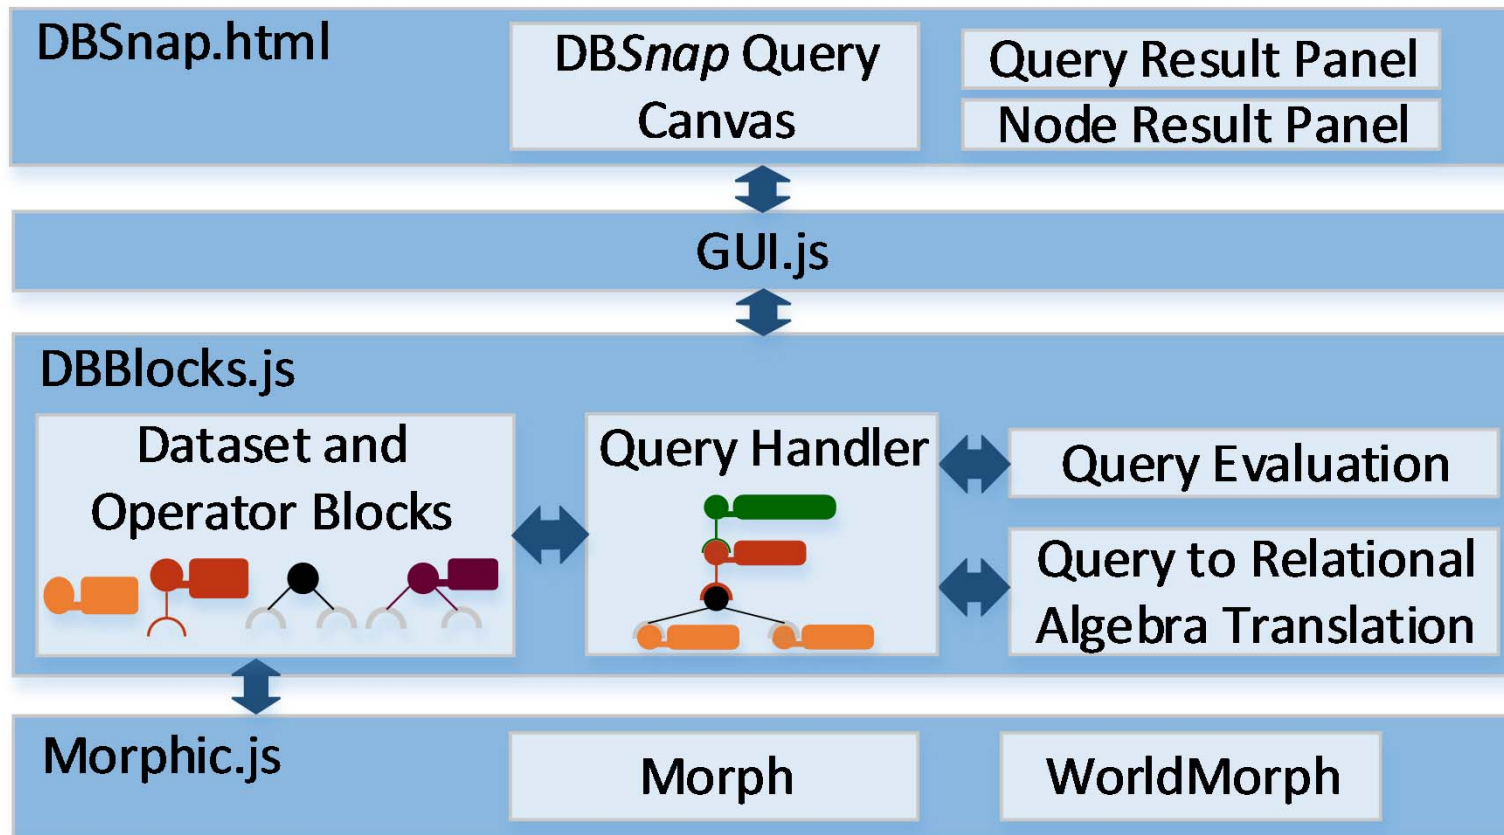 DBSnap.html
DBSnap Query
Canvas
Query Result Panel
Node Result Panel
GUI.js
DBBlocks.js
Dataset and
Operator Blocks
Query Handler
Query Evaluation
Query to Relational
Algebra Translation
Morphic.js
Morph
WorldMorph